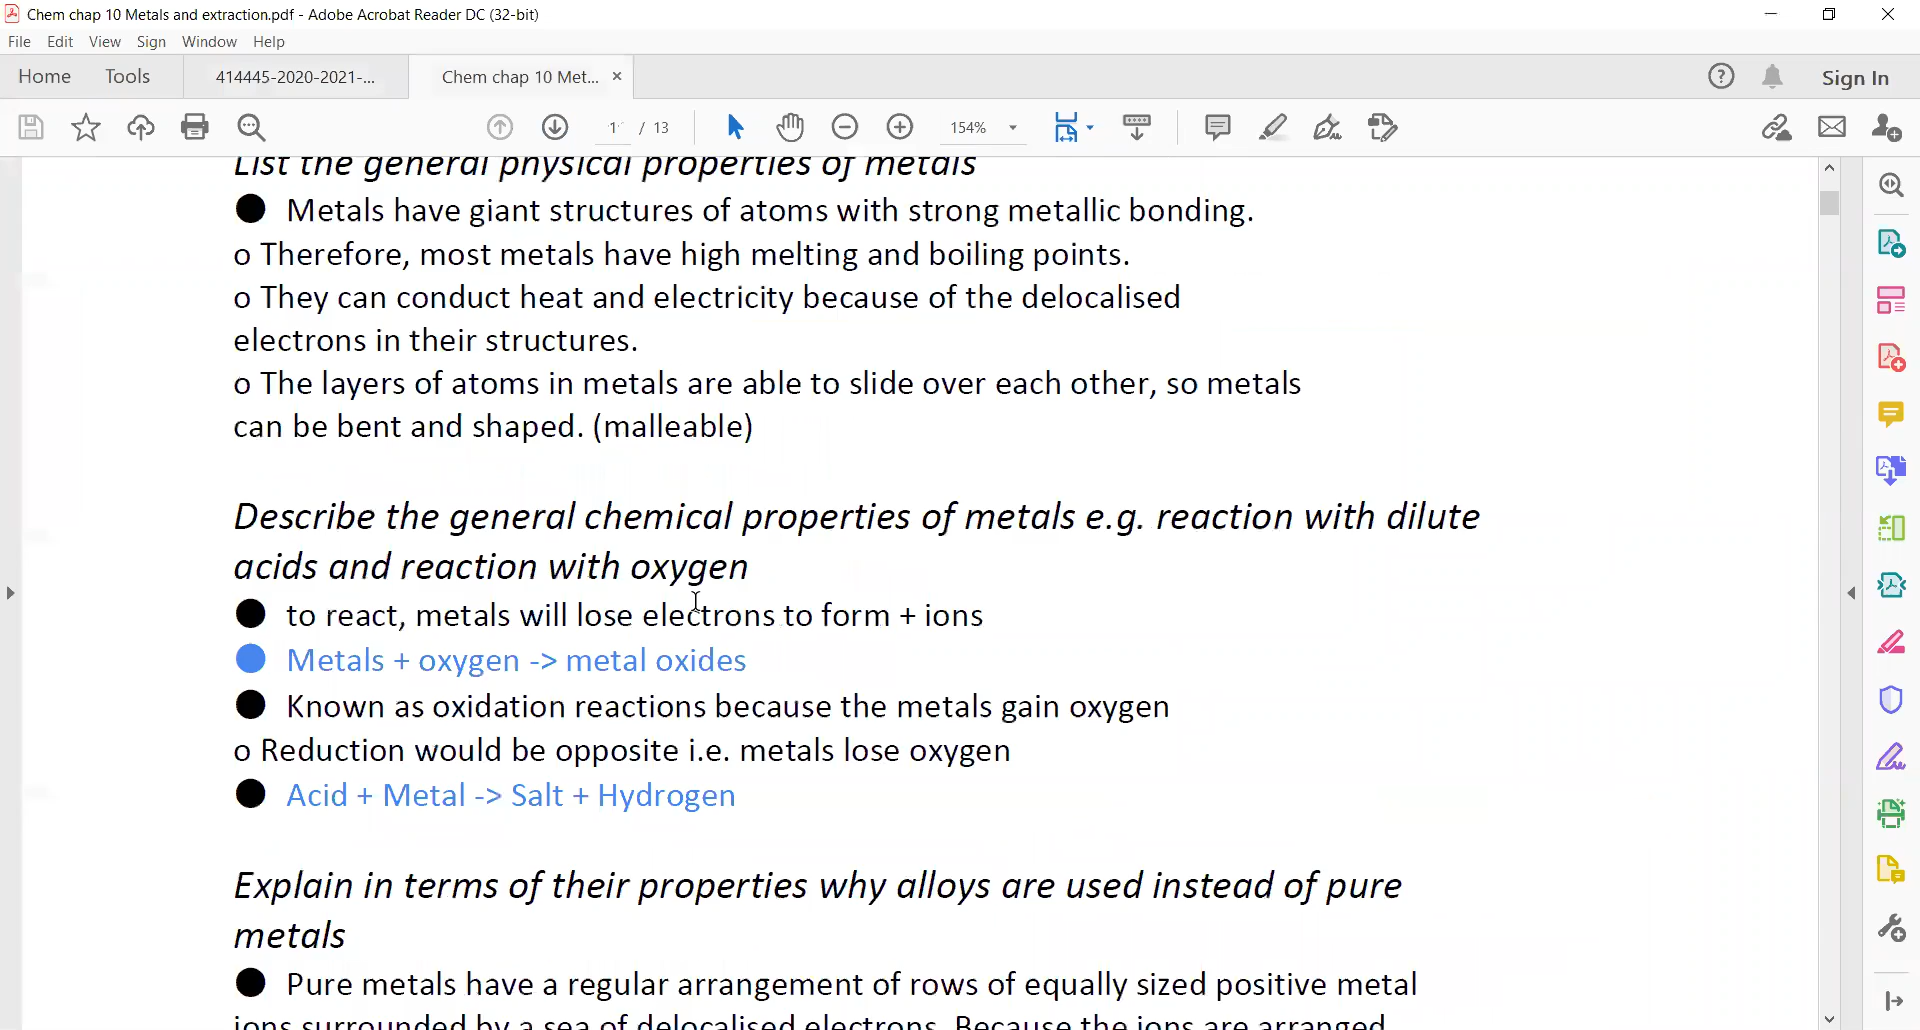 Chem chap 10 Metals and extraction.pdf - Adobe Acrobat Reader DC (32-bit)
File Edit View Sign Window Help
Home Tools 414445-2020-2021-... Chem chap 10 Met... ×
Sign In
/ 13 154%
List the general physical properties of metals
● Metals have giant structures of atoms with strong metallic bonding.
o Therefore, most metals have high melting and boiling points.
o They can conduct heat and electricity because of the delocalised
electrons in their structures.
o The layers of atoms in metals are able to slide over each other, so metals
can be bent and shaped. (malleable)
Describe the general chemical properties of metals e.g. reaction with dilute
acids and reaction with oxygen
● to react, metals will lose electrons to form + ions
● Metals + oxygen -> metal oxides
● Known as oxidation reactions because the metals gain oxygen
o Reduction would be opposite i.e. metals lose oxygen
● Acid + Metal -> Salt + Hydrogen
Explain in terms of their properties why alloys are used instead of pure
metals
● Pure metals have a regular arrangement of rows of equally sized positive metal
ions surrounded by a sea of delocalised electrons. Because the ions are arranged